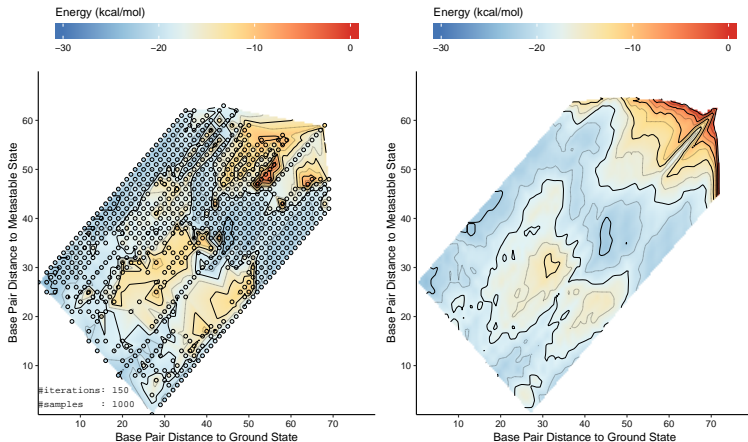 Energy (kcal/mol)
−30 −20 −10 0
Base Pair Distance to Metastable State
60
50
40
30
20
10
#iterations: 150
#samples   : 1000
10 20 30 40 50 60 70
Base Pair Distance to Ground State
Energy (kcal/mol)
−30 −20 −10 0
Base Pair Distance to Metastable State
60
50
40
30
20
10
10 20 30 40 50 60 70
Base Pair Distance to Ground State